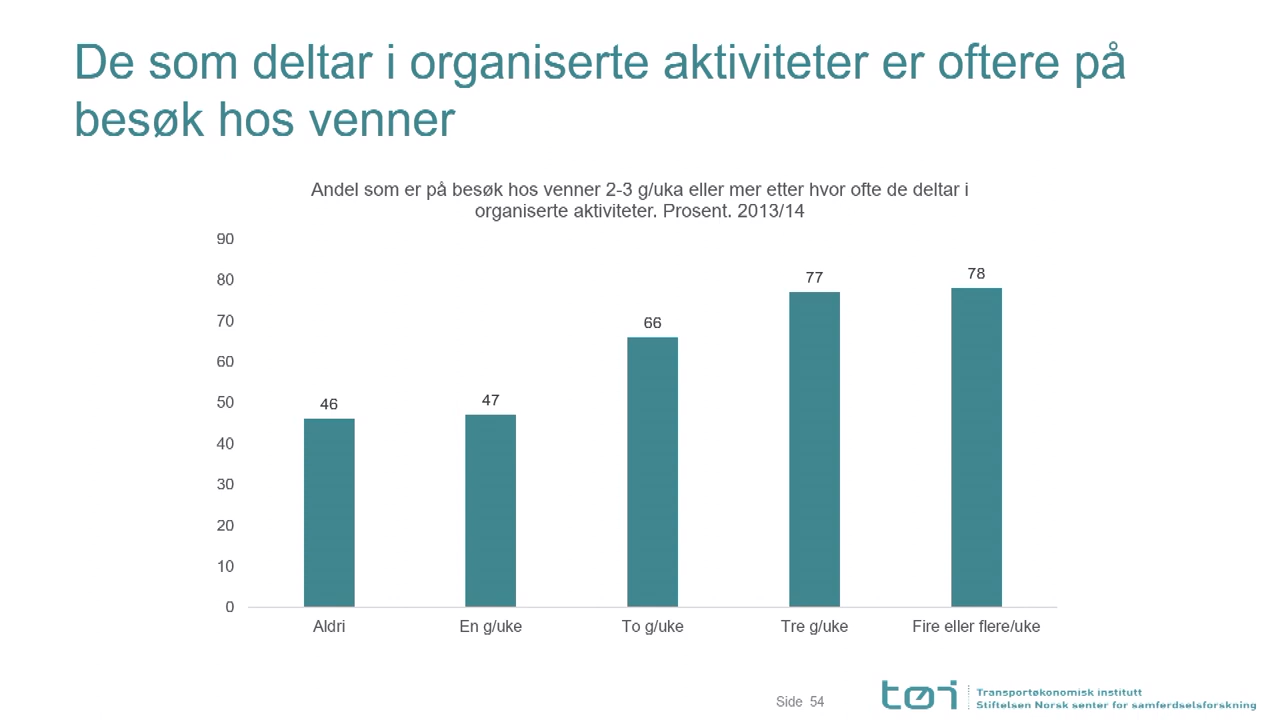 De som deltar i organiserte aktiviteter er oftere på
besøk hos venner
Andel som er på besøk hos venner 2-3 g/uka eller mer etter hvor ofte de deltar i
organiserte aktiviteter. Prosent. 2013/14
90
80
70
60
50
40
30
20
10
0
46
47
66
77
78
Aldri
En g/uke
To g/uke
Tre g/uke
Fire eller flere/uke
Side 54
tøi
Transportøkonomisk institutt
Stiftelsen Norsk senter for samferdselsforskning